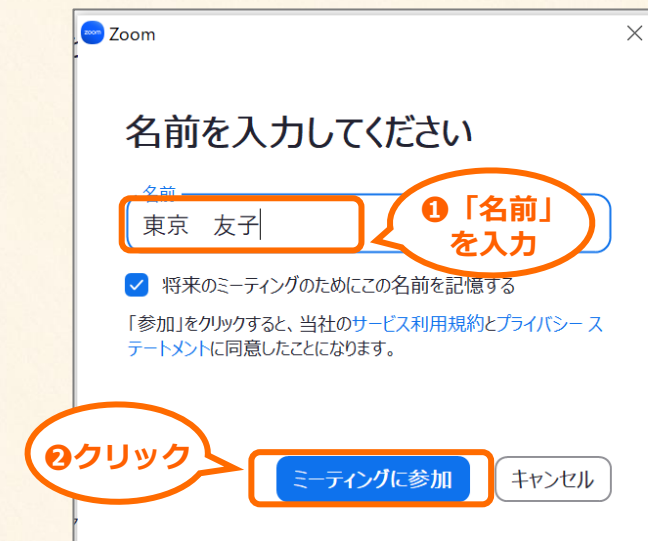 zoom Zoom
名前を入力してください
名前
東京　友子
❶「名前」
を入力
将来のミーティングのためにこの名前を記憶する
「参加」をクリックすると、当社のサービス利用規約とプライバシー ス
テートメントに同意したことになります。
❷クリック
ミーティングに参加
キャンセル